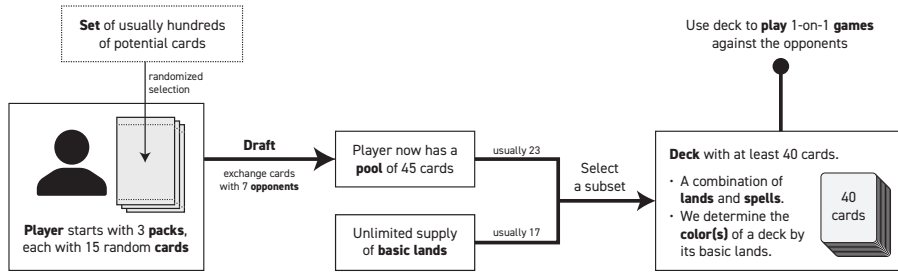 Set of usually hundreds
of potential cards
randomized
selection
Player starts with 3 packs,
each with 15 random cards
Draft
exchange cards
with 7 opponents
Player now has a
pool of 45 cards
Unlimited supply
of basic lands
usually 23
usually 17
Select
a subset
Use deck to play 1-on-1 games
against the opponents
Deck with at least 40 cards.
· A combination of
lands and spells.
· We determine the
color(s) of a deck by
its basic lands.
40
cards